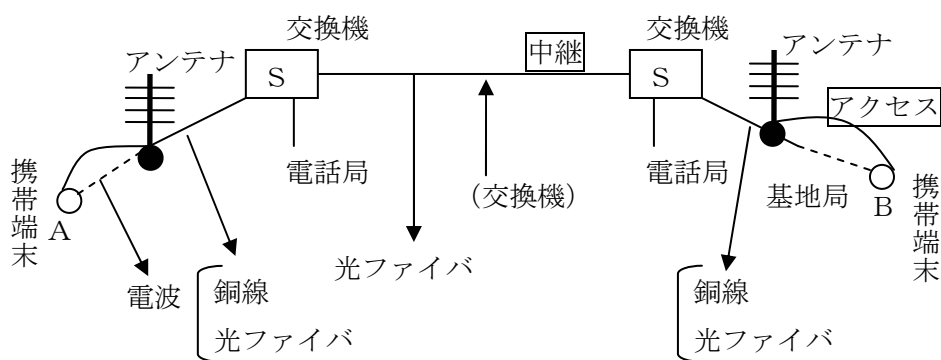 交換機
交換機
アンテナ
中継
アンテナ
S
S
アクセス
電話局
(交換機)
電話局
基地局
携帯端末
A
B
携帯端末
電波
光ファイバ
銅線
光ファイバ
銅線
光ファイバ